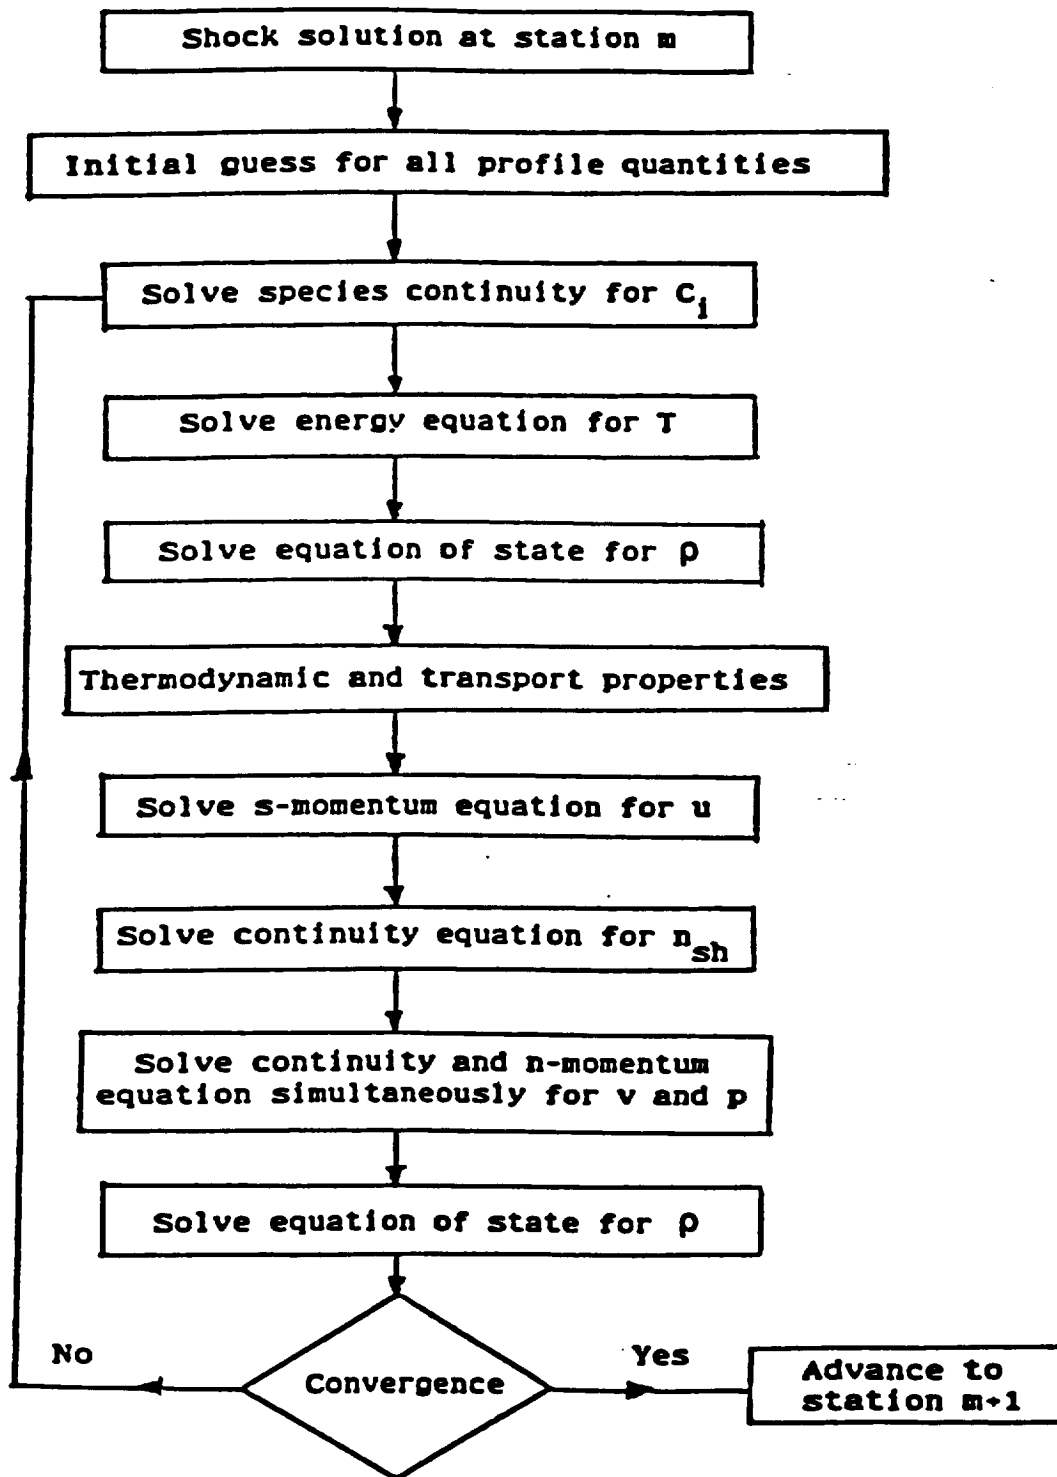 Shock solution at station m
Initial guess for all profile quantities
Solve species continuity for C_i
Solve energy equation for T
Solve equation of state for ρ
Thermodynamic and transport properties
Solve s-momentum equation for u
Solve continuity equation for n_sh
Solve continuity and n-momentum
equation simultaneously for v and p
Solve equation of state for ρ
No
Convergence
Yes
Advance to
station m+1